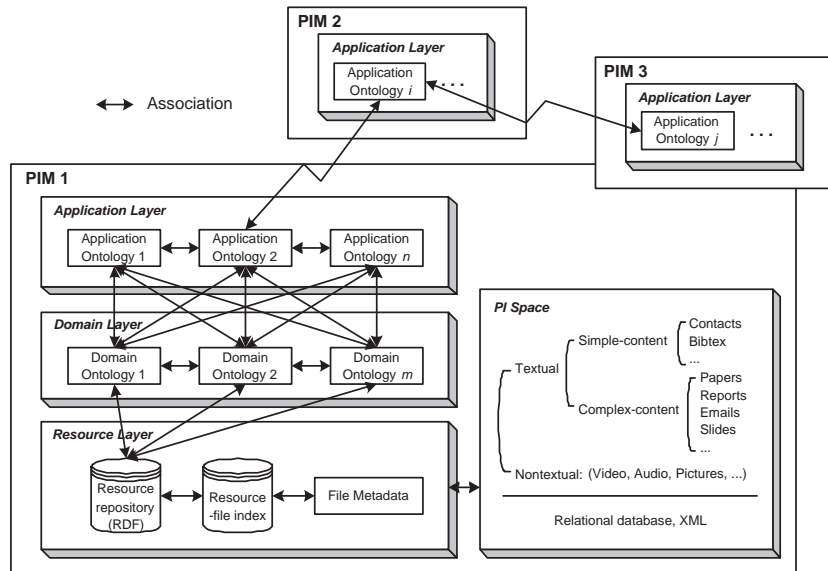 PIM 2
Application Layer
Application
Ontology i
. . .
PIM 3
Application Layer
Application
Ontology j
. . .
Association
PIM 1
Application Layer
Application
Ontology 1
Application
Ontology 2
Application
Ontology n
Domain Layer
Domain
Ontology 1
Domain
Ontology 2
Domain
Ontology m
Resource Layer
Resource
repository
(RDF)
Resource
-file index
File Metadata
PI Space
Textual
Simple-content
Contacts
Bibtex
...
Complex-content
Papers
Reports
Emails
Slides
...
Nontextual: (Video, Audio, Pictures, ...)
Relational database, XML